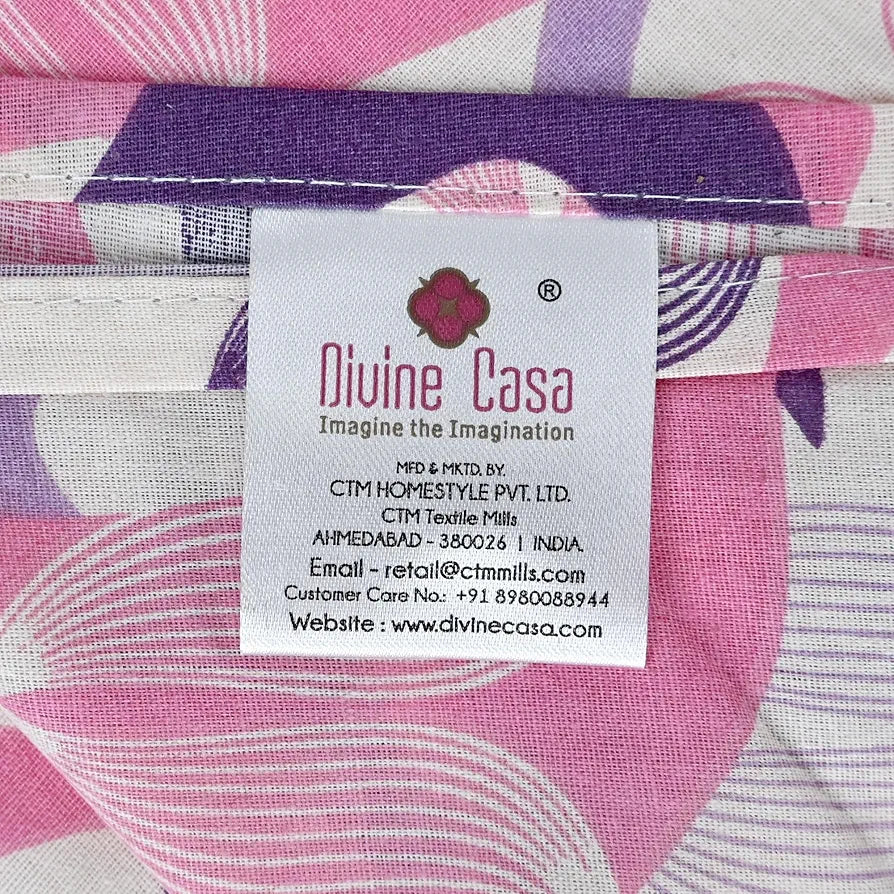 ®
Divine Casa
Imagine the Imagination
MFD & MKTD. BY.
CTM HOMESTYLE PVT. LTD.
CTM Textile Mills
AHMEDABAD - 380026 | INDIA.
Email - retail@ctmmills.com
Customer Care No.: +91 8980088944
Website : www.divinecasa.com